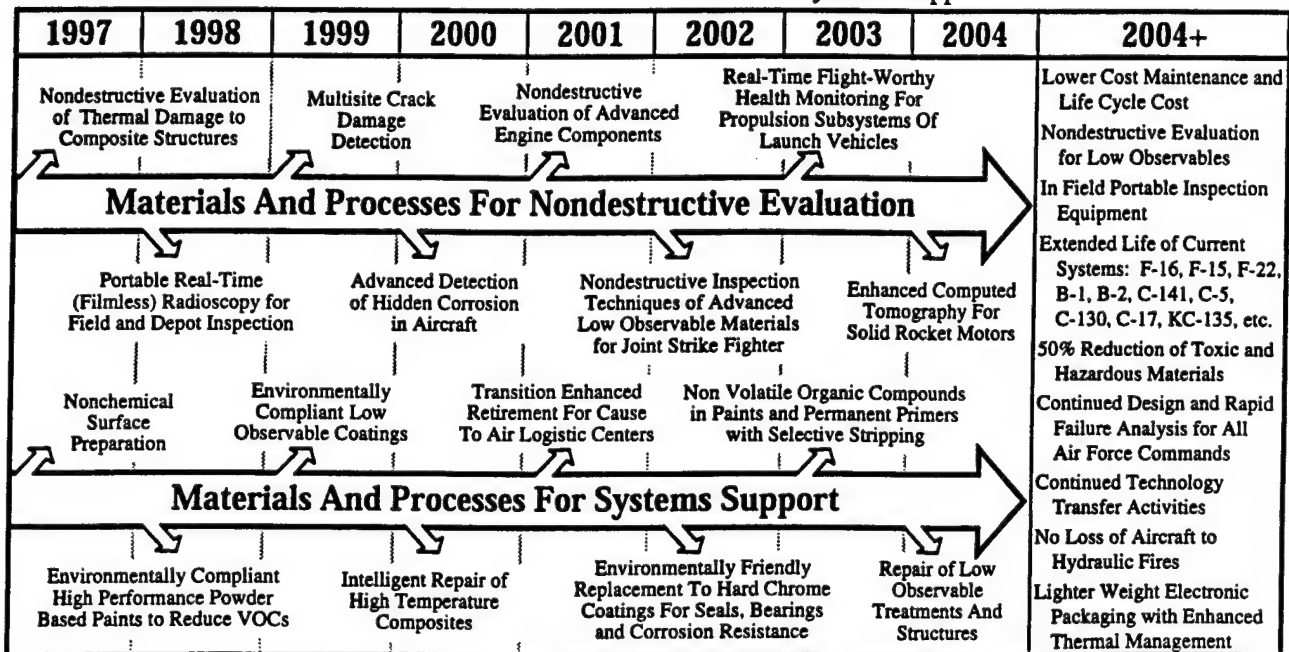 1997 1998 1999 2000 2001 2002 2003 2004 2004+
Nondestructive Evaluation
of Thermal Damage to
Composite Structures
Multisite Crack
Damage
Detection
Nondestructive
Evaluation of Advanced
Engine Components
Real-Time Flight-Worthy
Health Monitoring For
Propulsion Subsystems Of
Launch Vehicles
Materials And Processes For Nondestructive Evaluation
Portable Real-Time
(Filmless) Radioscopy for
Field and Depot Inspection
Advanced Detection
of Hidden Corrosion
in Aircraft
Nondestructive Inspection
Techniques of Advanced
Low Observable Materials
for Joint Strike Fighter
Enhanced Computed
Tomography For
Solid Rocket Motors
Nonchemical
Surface
Preparation
Environmentally
Compliant Low
Observable Coatings
Transition Enhanced
Retirement For Cause
To Air Logistic Centers
Non Volatile Organic Compounds
in Paints and Permanent Primers
with Selective Stripping
Materials And Processes For Systems Support
Environmentally Compliant
High Performance Powder
Based Paints to Reduce VOCs
Intelligent Repair of
High Temperature
Composites
Environmentally Friendly
Replacement To Hard Chrome
Coatings For Seals, Bearings
and Corrosion Resistance
Repair of Low
Observable
Treatments And
Structures
Lower Cost Maintenance and
Life Cycle Cost
Nondestructive Evaluation
for Low Observables
In Field Portable Inspection
Equipment
Extended Life of Current
Systems: F-16, F-15, F-22,
B-1, B-2, C-141, C-5,
C-130, C-17, KC-135, etc.
50% Reduction of Toxic and
Hazardous Materials
Continued Design and Rapid
Failure Analysis for All
Air Force Commands
Continued Technology
Transfer Activities
No Loss of Aircraft to
Hydraulic Fires
Lighter Weight Electronic
Packaging with Enhanced
Thermal Management